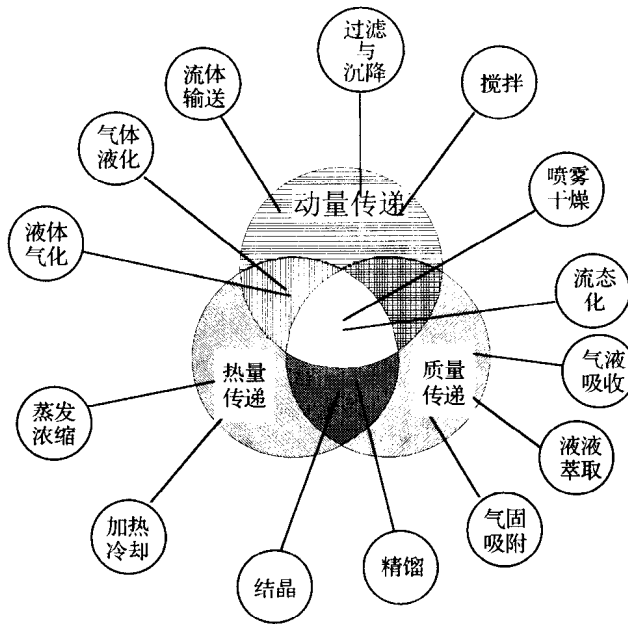 过滤
与
沉降
流体
输送
搅拌
气体
液化
喷雾
干燥
动量传递
液体
气化
流态
化
热量
传递
质量
传递
气液
吸收
蒸发
浓缩
液液
萃取
加热
冷却
气固
吸附
结晶
精馏